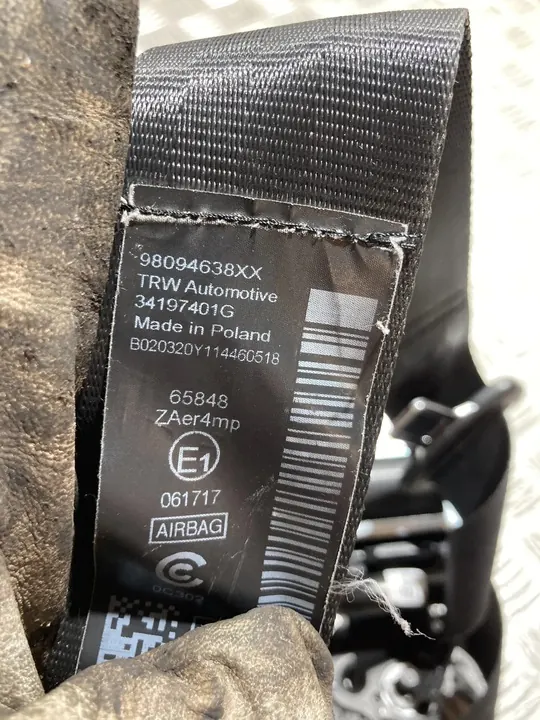 98094638XX
TRW Automotive
34197401G
Made in Poland
B020320Y114460518
65848
ZAer4mp
E1
061717
AIRBAG